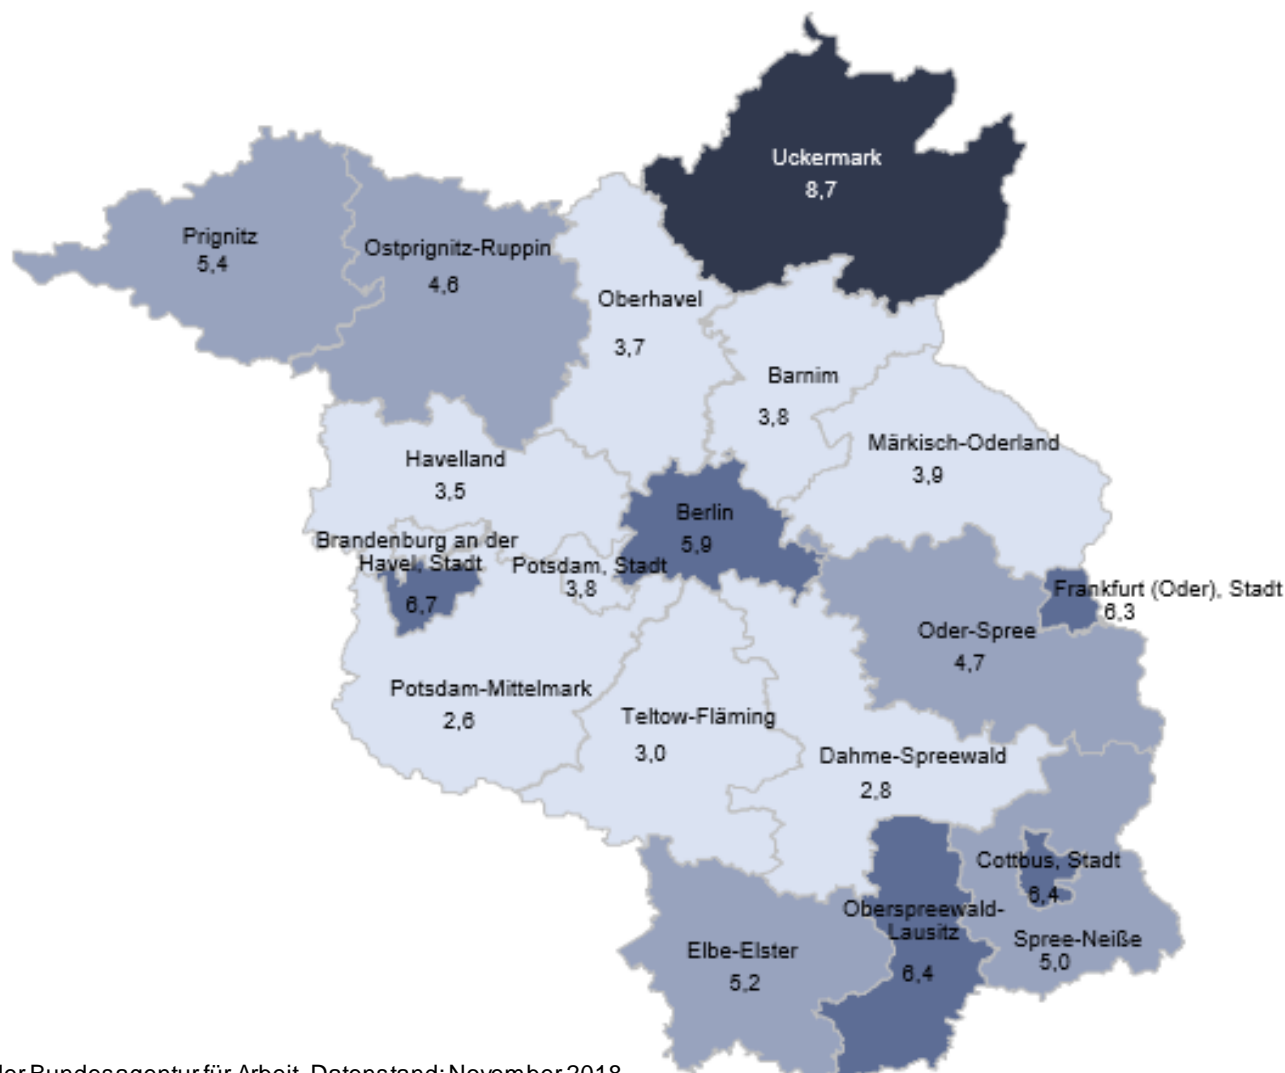 Uckermark
8,7
Prignitz
5,4
Ostprignitz-Ruppin
4,6
Oberhavel
3,7
Barnim
3,8
Märkisch-Oderland
3,9
Havelland
3,5
Berlin
5,9
Brandenburg an der
Havel, Stadt
6,7
Potsdam, Stadt
3,8
Frankfurt (Oder), Stadt
6,3
Oder-Spree
4,7
Potsdam-Mittelmark
2,6
Teltow-Fläming
3,0
Dahme-Spreewald
2,8
Cottbus, Stadt
6,4
Oberspreewald-
Lausitz
6,4
Spree-Neiße
5,0
Elbe-Elster
5,2
der Bundesagentur für Arbeit, Datenstand: November 2018